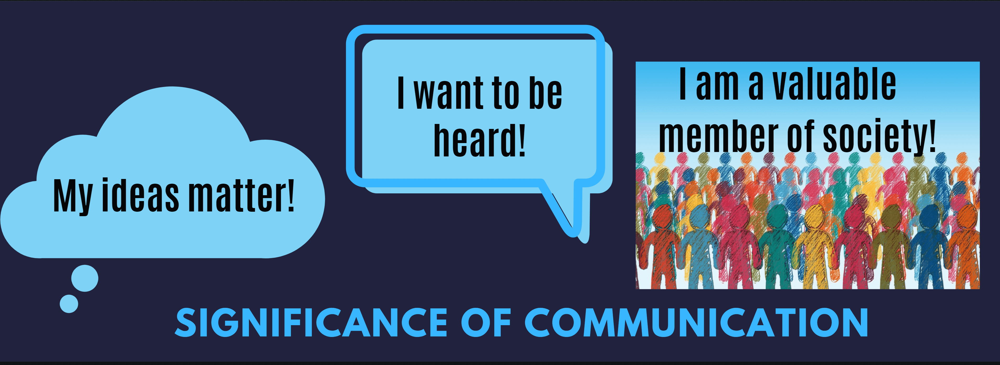 My ideas matter!
I want to be
heard!
I am a valuable
member of society!
SIGNIFICANCE OF COMMUNICATION